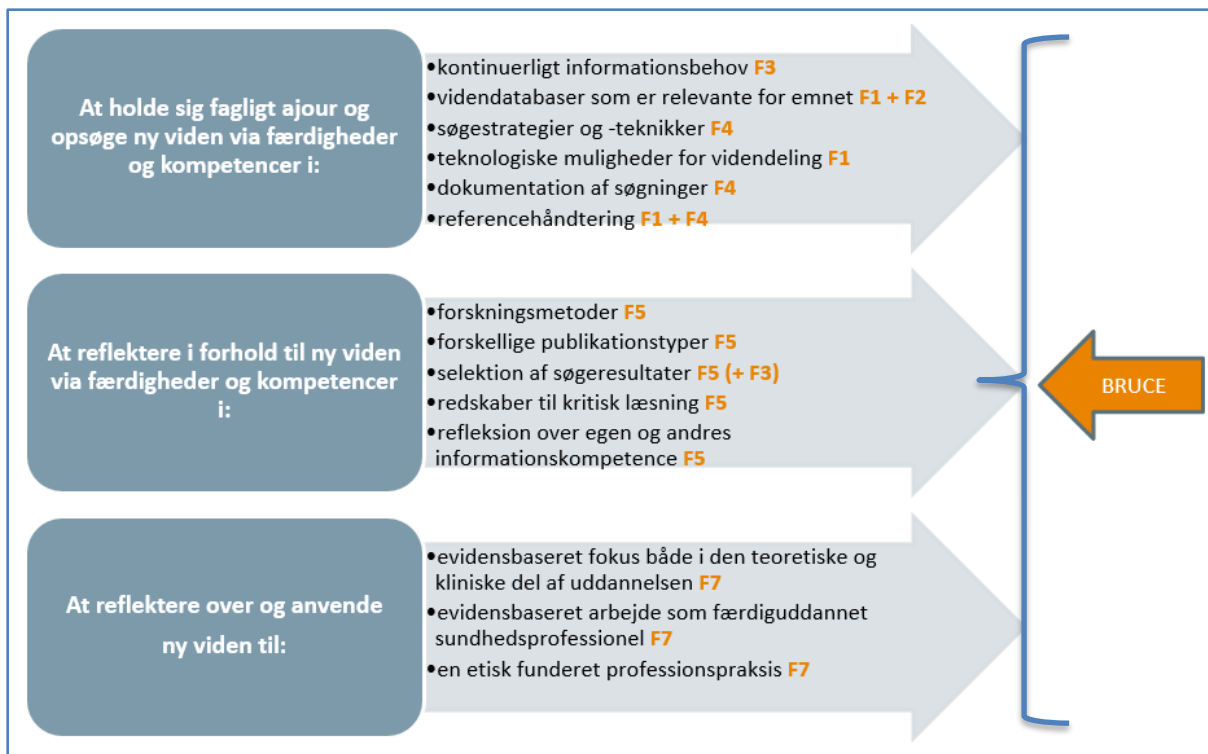 At holde sig fagligt ajour og
opsøge ny viden via færdigheder
og kompetencer i:
•kontinuerligt informationsbehov F3
•videndatabaser som er relevante for emnet F1 + F2
•søgestrategier og -teknikker F4
•teknologiske muligheder for videndeling F1
•dokumentation af søgninger F4
•referencehåndtering F1 + F4
At reflektere i forhold til ny viden
via færdigheder og kompetencer
i:
•forskningsmetoder F5
•forskellige publikationstyper F5
•selektion af søgeresultater F5 (+ F3)
•redskaber til kritisk læsning F5
•refleksion over egen og andres
informationskompetence F5
BRUCE
At reflektere over og anvende
ny viden til:
•evidensbaseret fokus både i den teoretiske og
kliniske del af uddannelsen F7
•evidensbaseret arbejde som færdiguddannet
sundhedsprofessionel F7
•en etisk funderet professionspraksis F7